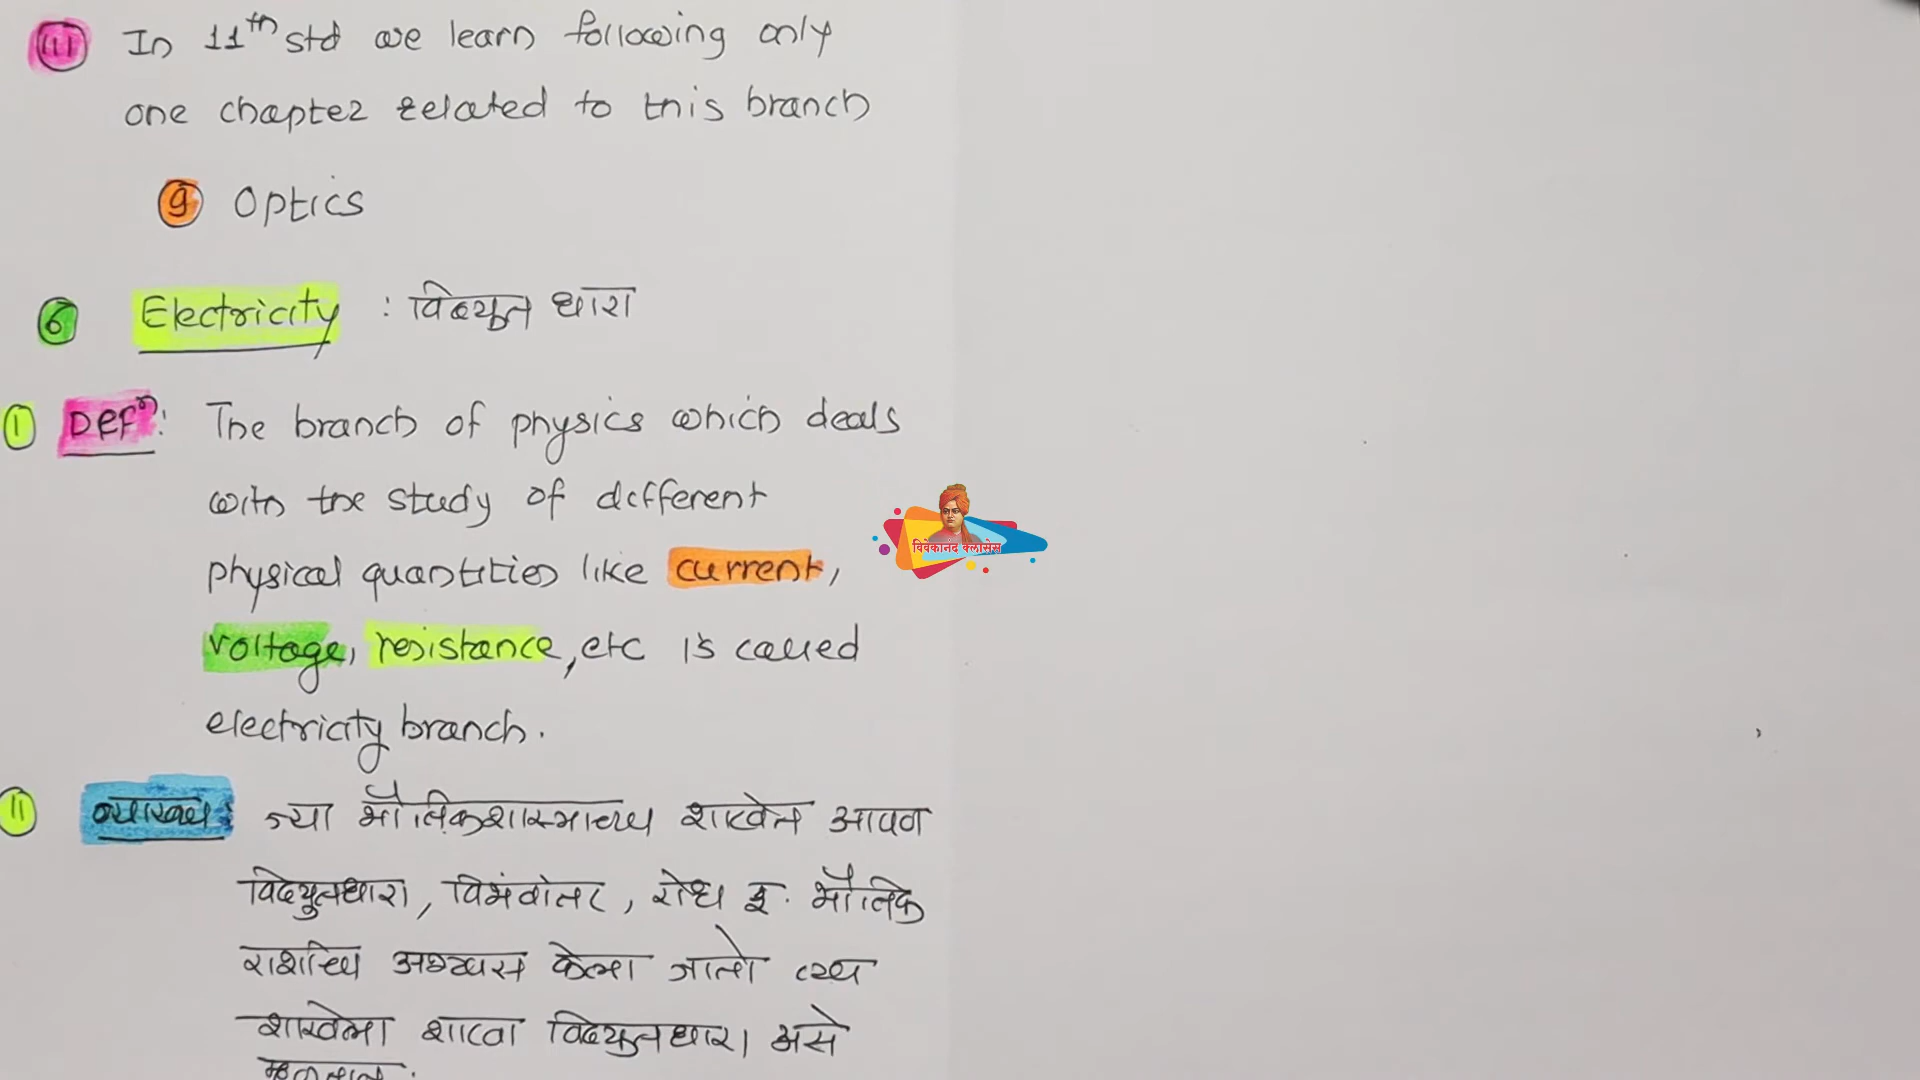 (III) In 11th std we learn following only
one chapter related to this branch
(9) Optics
(6) Electricity : विद्युत धारा
(I) Defn: The branch of physics which deals
with the study of different
physical quantities like current,
voltage, resistance, etc is called
electricity branch.
(II) व्याख्या: ज्या भौतिकशास्त्राच्या शाखेत आपण
विद्युतधारा, विभवांतर, रोध इ. भौतिक
राशींचा अभ्यास केला जातो त्या
शाखेला शाखा विद्युतधारा असे
म्हणतात.
विवेकानंद क्लासेस